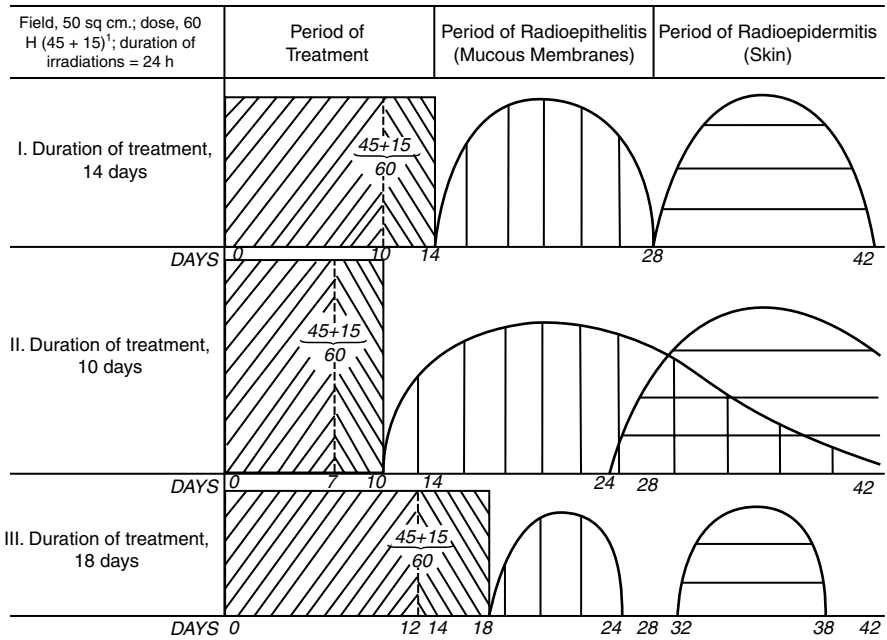 Field, 50 sq cm.; dose, 60
H (45 + 15)¹; duration of
irradiations = 24 h
Period of
Treatment
Period of Radioepithelitis
(Mucous Membranes)
Period of Radioepidermitis
(Skin)
I. Duration of treatment,
14 days
45+15
60
DAYS 0 10 14 28 42
II. Duration of treatment,
10 days
45+15
60
DAYS 0 7 10 14 24 28 42
III. Duration of treatment,
18 days
45+15
60
DAYS 0 12 14 18 24 28 32 38 42